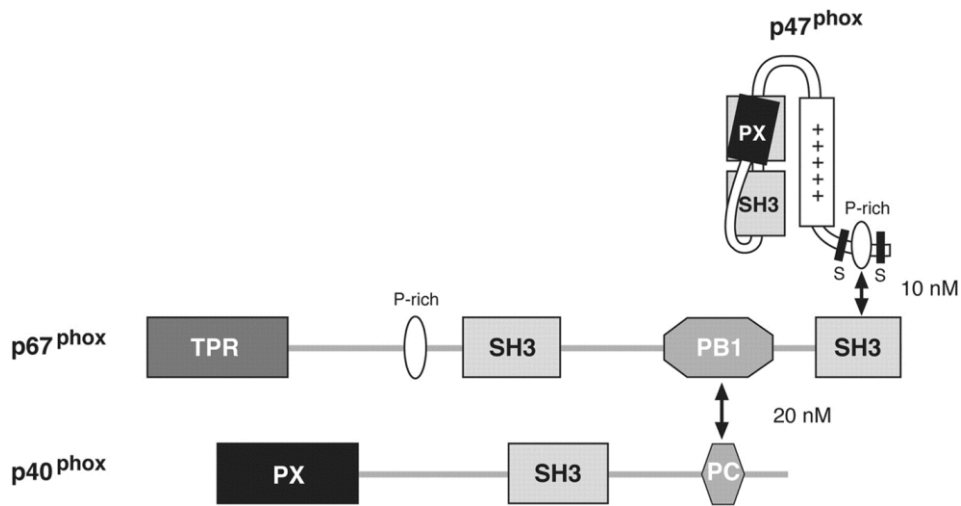 p47phox
PX
+
+
+
+
+
SH3
P-rich
S
S
10 nM
P-rich
p67phox
TPR
SH3
PB1
SH3
20 nM
p40phox
PX
SH3
PC